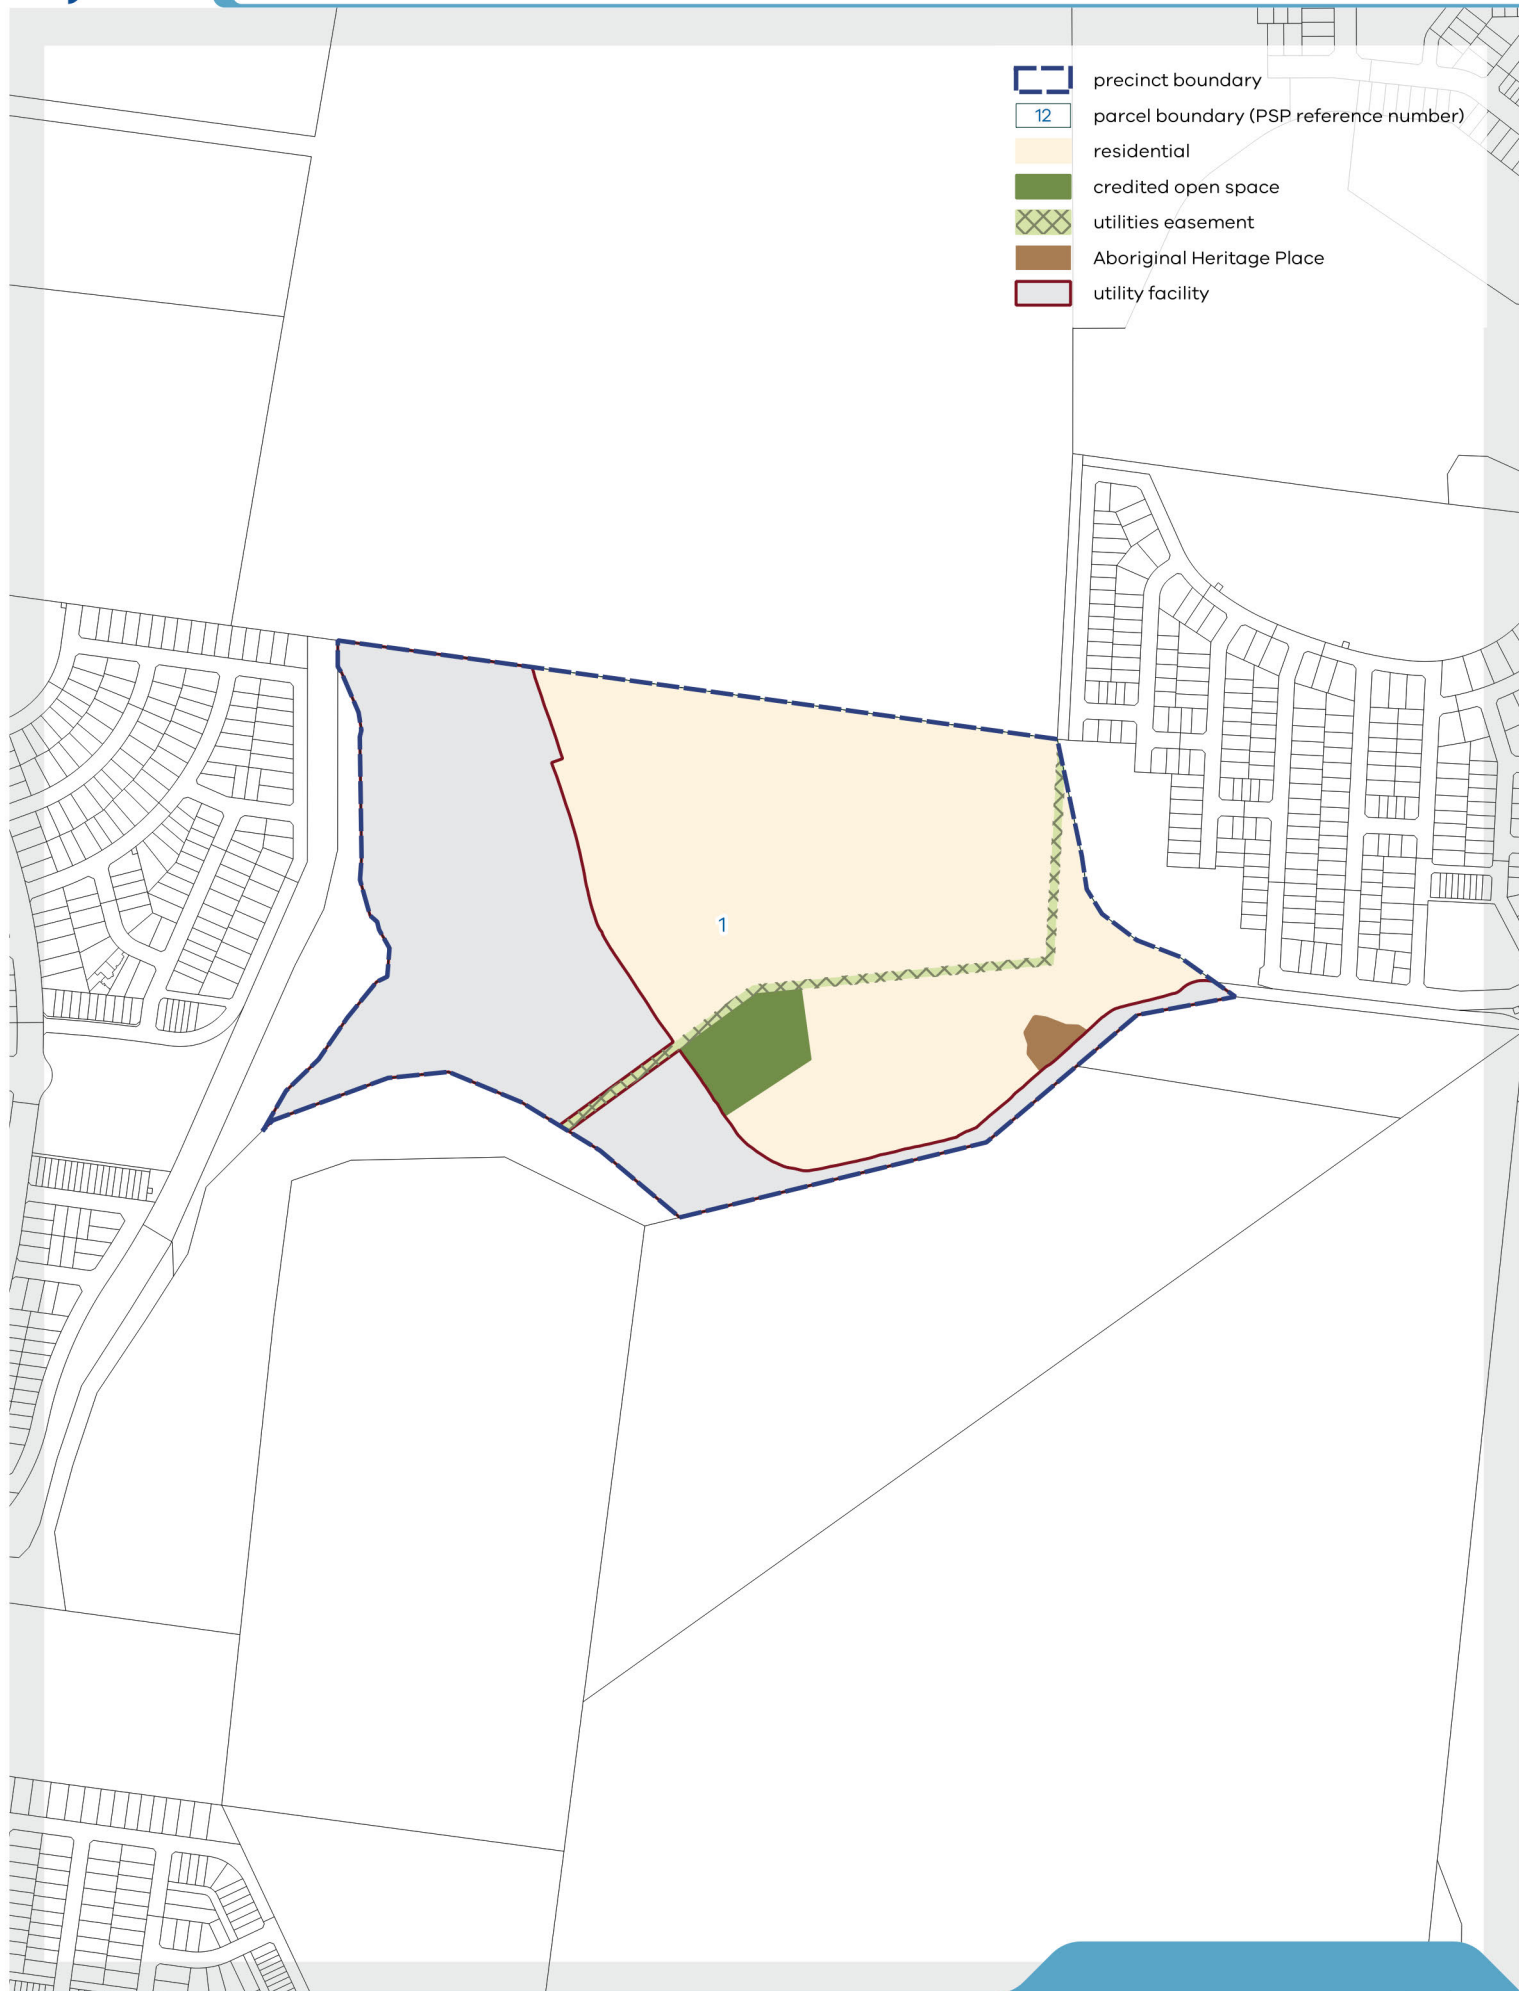 precinct boundary
12 parcel boundary (PSP reference number)
residential
credited open space
utilities easement
Aboriginal Heritage Place
utility facility
1